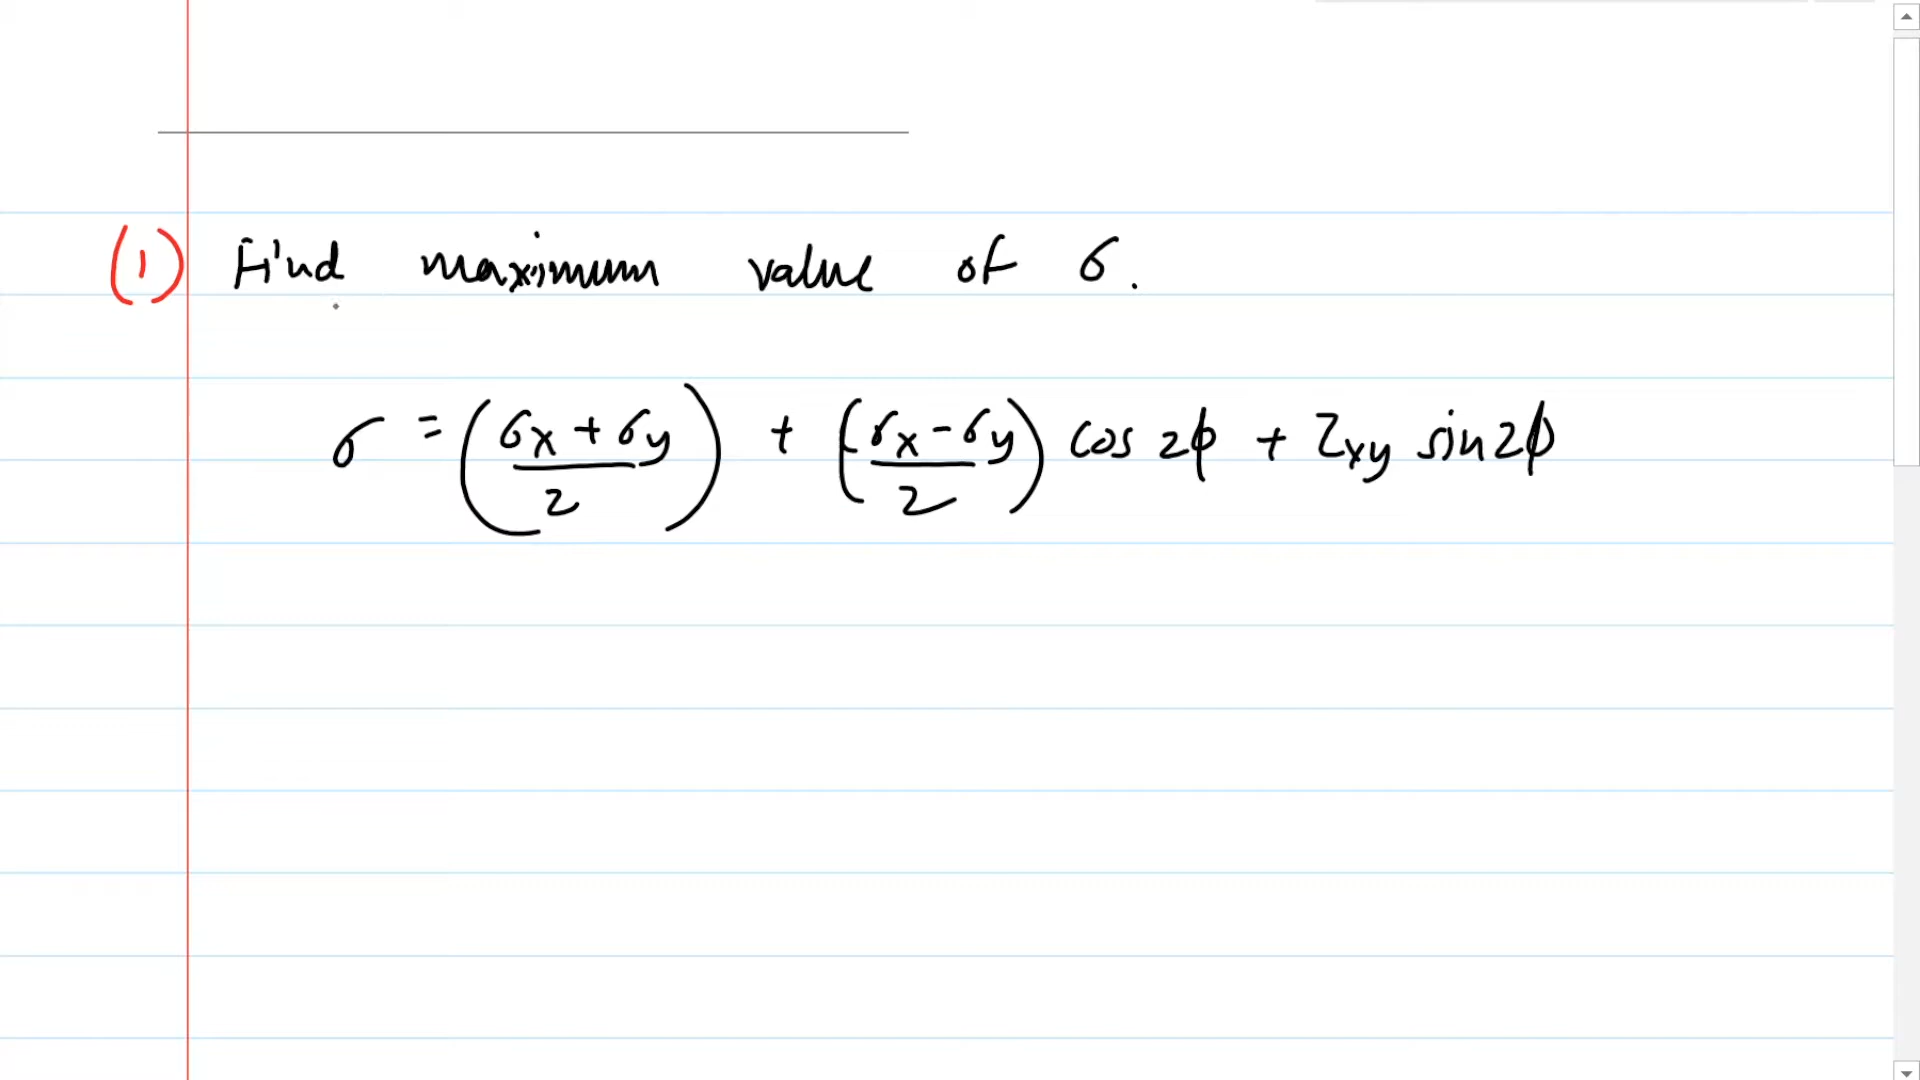 (1) Find maximum value of σ.
σ = (σx + σy / 2) + (σx - σy / 2) cos 2ϕ + τxy sin 2ϕ